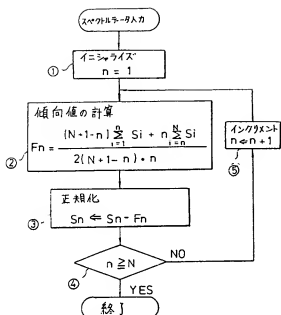 スペクトルデータ入力
① イニシャライズ
n = 1
傾向値の計算
② Fn = (N+1-n) n∑i=1 Si + n N∑i=n Si / 2(N+1-n)•n
インクリメント
n⇐n+1
⑤
正規化
③ Sn ⇐ Sn-Fn
n ≧ N
④
NO
YES
終了